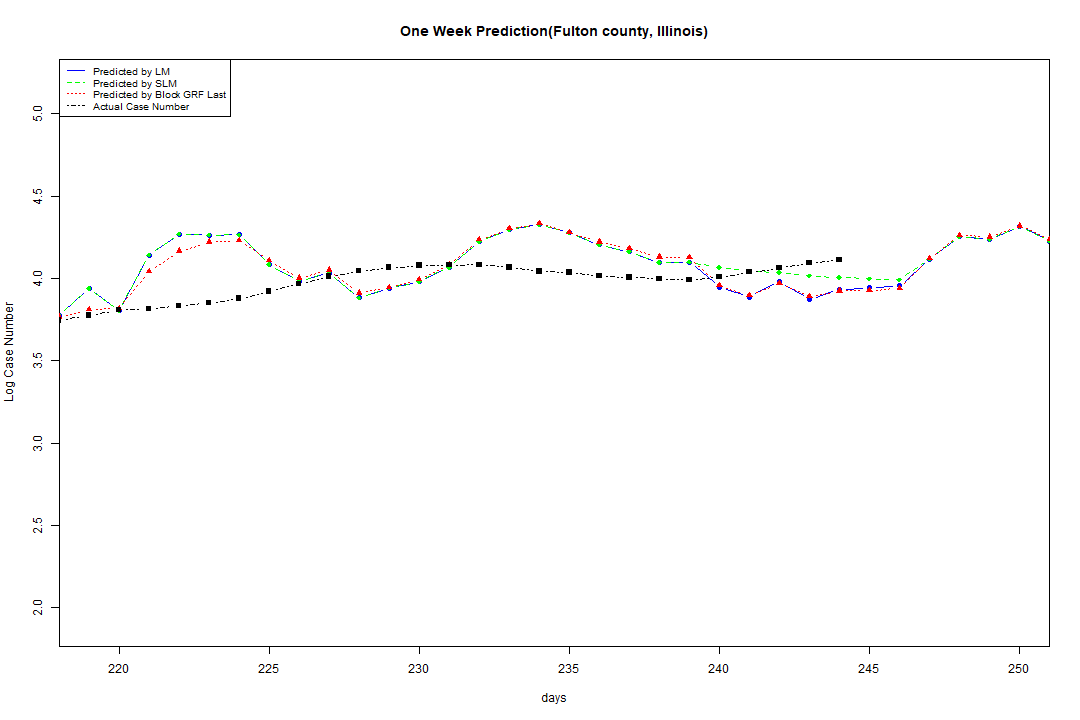 One Week Prediction(Fulton county, Illinois)
Predicted by LM
Predicted by SLM
Predicted by Block GRF Last
Actual Case Number
5.0
4.5
4.0
3.5
3.0
2.5
2.0
Log Case Number
220 225 230 235 240 245 250
days